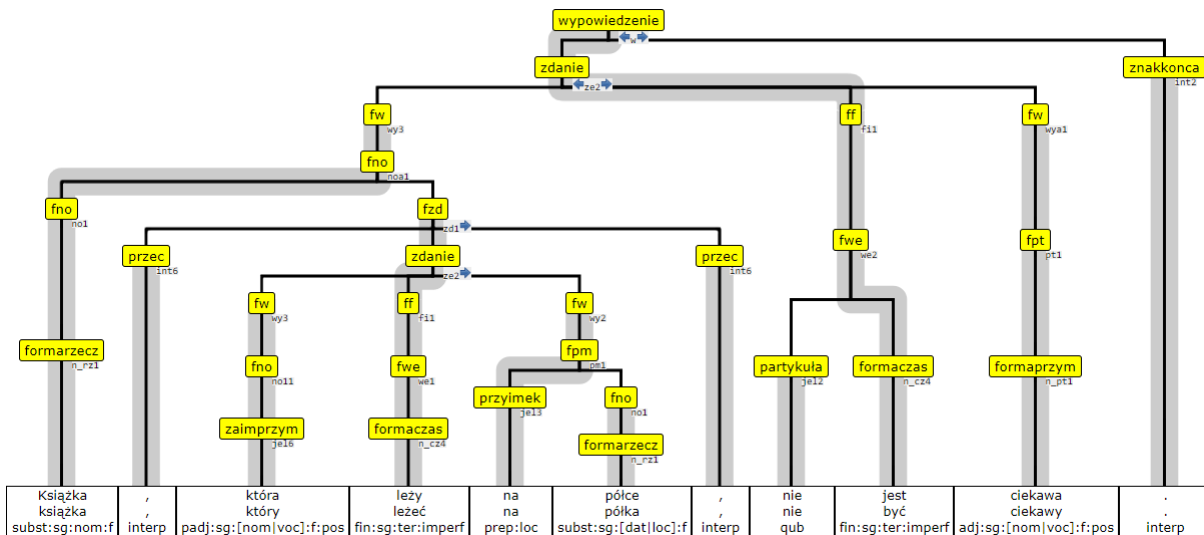 wypowiedzenie
w
zdanie znakkonca
ze2 int2
fw ff fw
wy3 fi1 wya1
fno
noa1
fno fzd
no1 zd1
przec zdanie przec fwe fpt
int6 ze2 int6 we2 pt1
fw ff fw
wy3 fi1 wy2
formarzecz fpm
n_rz1 pm1
fno fwe partykuła formaczas formaprzym
no11 we1 jel2 n_cz4 n_pt1
przyimek fno
jel3 no1
zaimprzym formaczas
jel6 n_cz4
formarzecz
n_rz1
Książka , która leży na półce , nie jest ciekawa .
książka , który leżeć na półka , nie być ciekawy .
subst:sg:nom:f interp padj:sg:[nom|voc]:f:pos fin:sg:ter:imperf prep:loc subst:sg:[dat|loc]:f interp qub fin:sg:ter:imperf adj:sg:[nom|voc]:f:pos interp